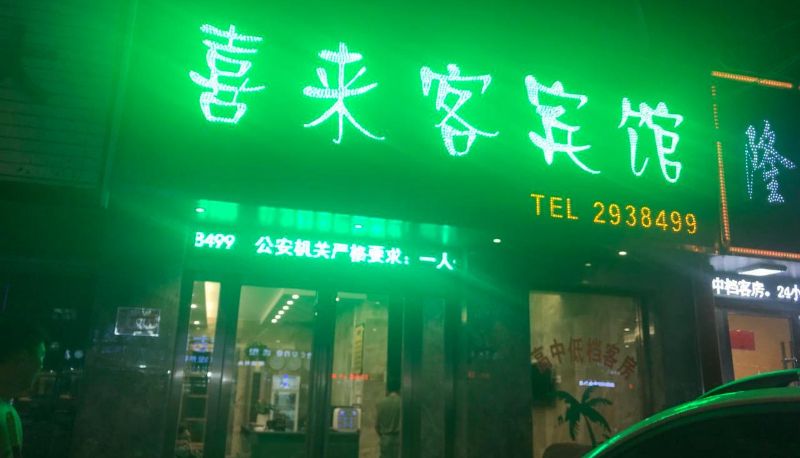 喜来客宾馆
隆
TEL 2938499
8499 公安机关严格要求：一人
中档客房。24小
高中低档客房